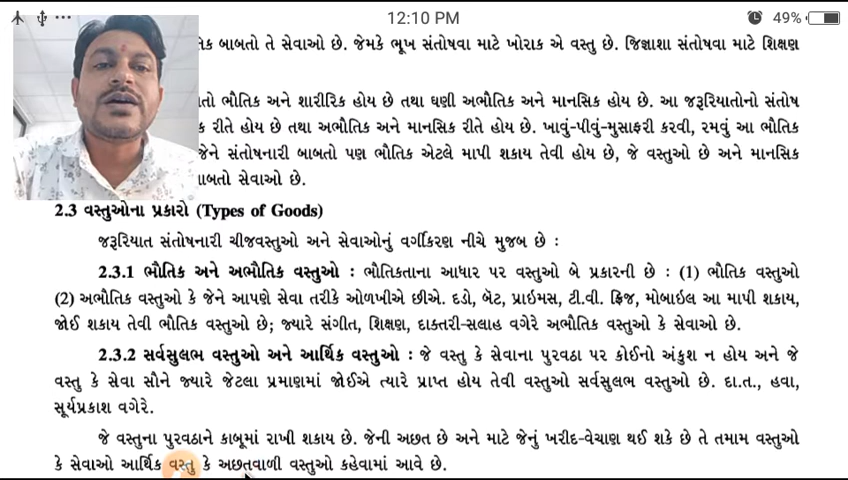 12:10 PM
49%
નિક બાબતો તે સેવાઓ છે. જેમકે ભૂખ સંતોષવા માટે ખોરાક એ વસ્તુ છે. જિજ્ઞાશા સંતોષવા માટે શિક્ષણ
ભૌતિક અને શારીરિક હોય છે તથા ઘણી અભૌતિક અને માનસિક હોય છે. આ જરૂરિયાતોનો સંતોષ
ક રીતે હોય છે તથા અભૌતિક અને માનસિક રીતે હોય છે. ખાવું-પીવું-મુસાફરી કરવી, રમવું આ ભૌતિક
જેને સંતોષનારી બાબતો પણ ભૌતિક એટલે માપી શકાય તેવી હોય છે, જે વસ્તુઓ છે અને માનસિક
બાબતો સેવાઓ છે.
2.3 વસ્તુઓના પ્રકારો (Types of Goods)
જરૂરિયાત સંતોષનારી ચીજવસ્તુઓ અને સેવાઓનું વર્ગીકરણ નીચે મુજબ છે :
2.3.1 ભૌતિક અને અભૌતિક વસ્તુઓ : ભૌતિકતાના આધાર પર વસ્તુઓ બે પ્રકારની છે : (1) ભૌતિક વસ્તુઓ
(2) અભૌતિક વસ્તુઓ કે જેને આપણે સેવા તરીકે ઓળખીએ છીએ. દડો, બૅટ, પ્રાઇમસ, ટી.વી. ફ્રિજ, મોબાઇલ આ માપી શકાય,
જોઈ શકાય તેવી ભૌતિક વસ્તુઓ છે; જ્યારે સંગીત, શિક્ષણ, દાક્તરી-સલાહ વગેરે અભૌતિક વસ્તુઓ કે સેવાઓ છે.
2.3.2 સર્વસુલભ વસ્તુઓ અને આર્થિક વસ્તુઓ : જે વસ્તુ કે સેવાના પુરવઠા પર કોઈનો અંકુશ ન હોય અને જે
વસ્તુ કે સેવા સૌને જ્યારે જેટલા પ્રમાણમાં જોઈએ ત્યારે પ્રાપ્ત હોય તેવી વસ્તુઓ સર્વસુલભ વસ્તુઓ છે. દા.ત., હવા,
સૂર્યપ્રકાશ વગેરે.
જે વસ્તુના પુરવઠાને કાબૂમાં રાખી શકાય છે. જેની અછત છે અને માટે જેનું ખરીદ-વેચાણ થઈ શકે છે તે તમામ વસ્તુઓ
કે સેવાઓ આર્થિક વસ્તુ કે અછતવાળી વસ્તુઓ કહેવામાં આવે છે.